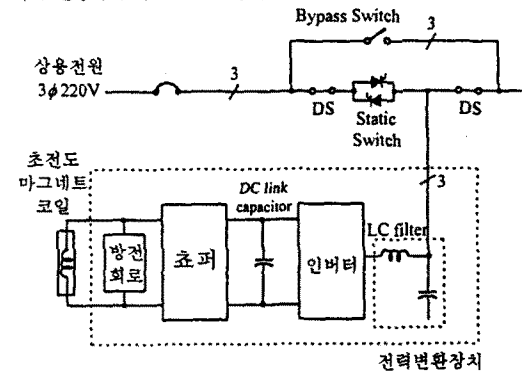 Bypass Switch
3
상용전원
3ϕ220V
3
DS
Static
Switch
DS
초전도
마그네트
코일
3
DC link
capacitor
LC filter
방전
회로
쵸퍼
인버터
전력변환장치